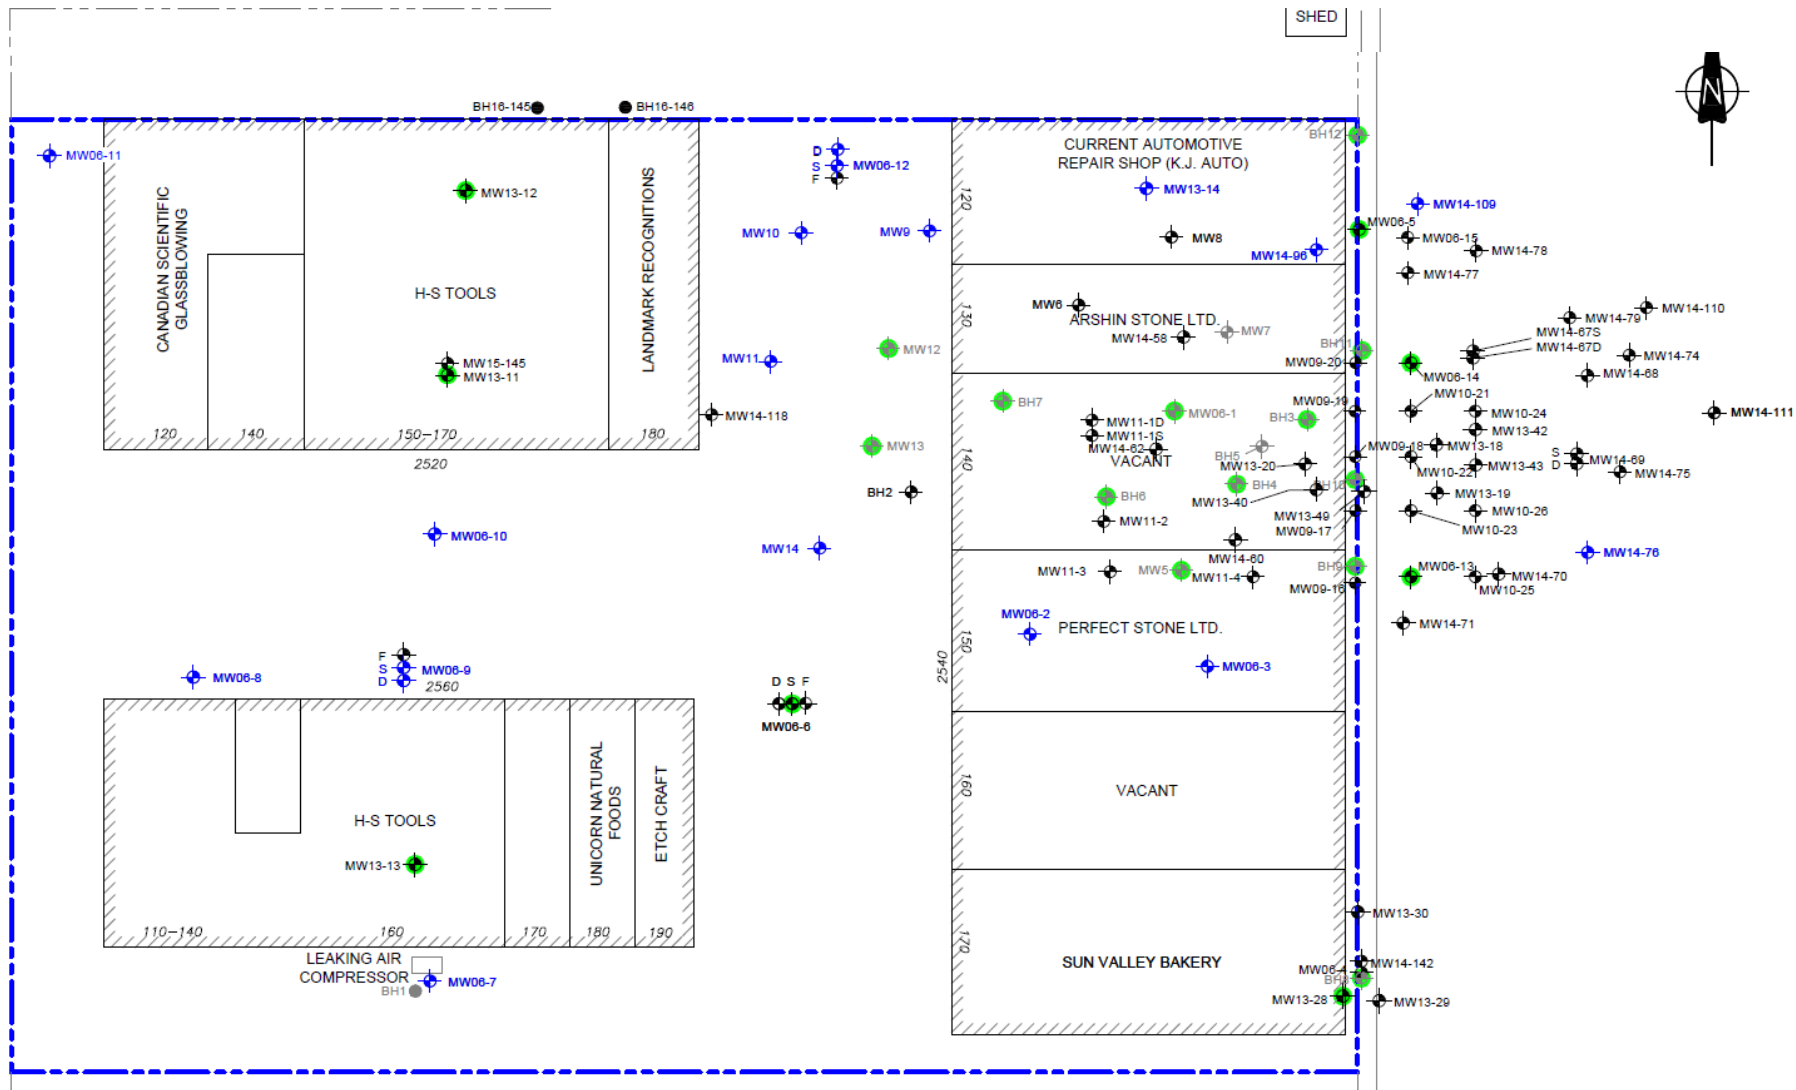 SHED
N
BH16-145
BH16-146
MW06-11
D
S MW06-12
F
BH12
CURRENT AUTOMOTIVE
REPAIR SHOP (K.J. AUTO)
MW13-14
MW13-12
CANADIAN SCIENTIFIC
GLASSBLOWING
LANDMARK RECOGNITIONS
120
MW14-109
MW10
MW9
MW8
MW06-5
MW06-15
MW14-96
MW14-78
MW14-77
H-S TOOLS
MW6
130
ARSHIN STONE LTD.
MW7
MW14-58
MW14-110
MW14-79
MW14-67S
MW14-67D
MW12
BH11
MW11
MW09-20
MW14-74
MW15-145
MW13-11
MW06-14
MW14-68
MW10-21
BH7
MW09-19
MW06-1
BH3
MW14-118
MW10-24
MW14-111
MW11-1D
MW11-1S
MW13-42
MW14-62
VACANT
MW13
BH5
MW09-18
MW13-18
120
140
150-170
180
2520
140
MW13-20
MW10-22
MW13-43
S
D
MW14-69
MW14-75
BH2
BH6
BH4
BH10
MW13-40
MW13-19
MW11-2
MW13-49
MW10-26
MW09-17
MW10-23
MW06-10
MW14
MW14-60
MW14-76
MW11-3
MW5
MW11-4
BH9
MW06-13
MW14-70
MW09-16
MW10-25
MW06-2
PERFECT STONE LTD.
MW14-71
150
F
S MW06-9
D
MW06-8
2560
2540
MW06-3
D S F
MW06-6
H-S TOOLS
UNICORN NATURAL
FOODS
ETCH CRAFT
160
VACANT
MW13-13
MW13-30
110-140
160
170
180
190
170
LEAKING AIR
COMPRESSOR
SUN VALLEY BAKERY
MW14-142
MW06-4
MW06-7
BH1
MW13-28
MW13-29